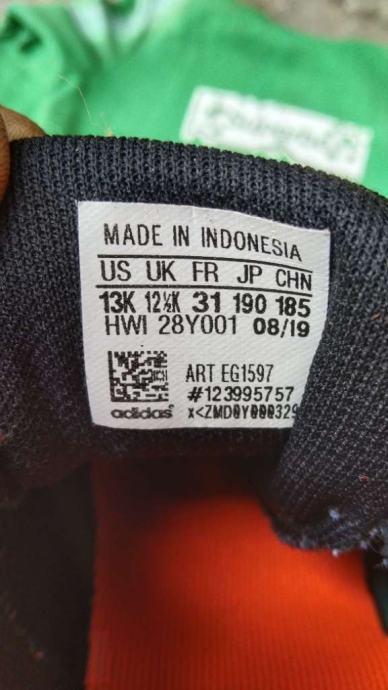 MADE IN INDONESIA
US UK FR JP CHN
13K 12½K 31 190 185
HWI 28Y001 08/19
ART EG1597
#123995757
adidas